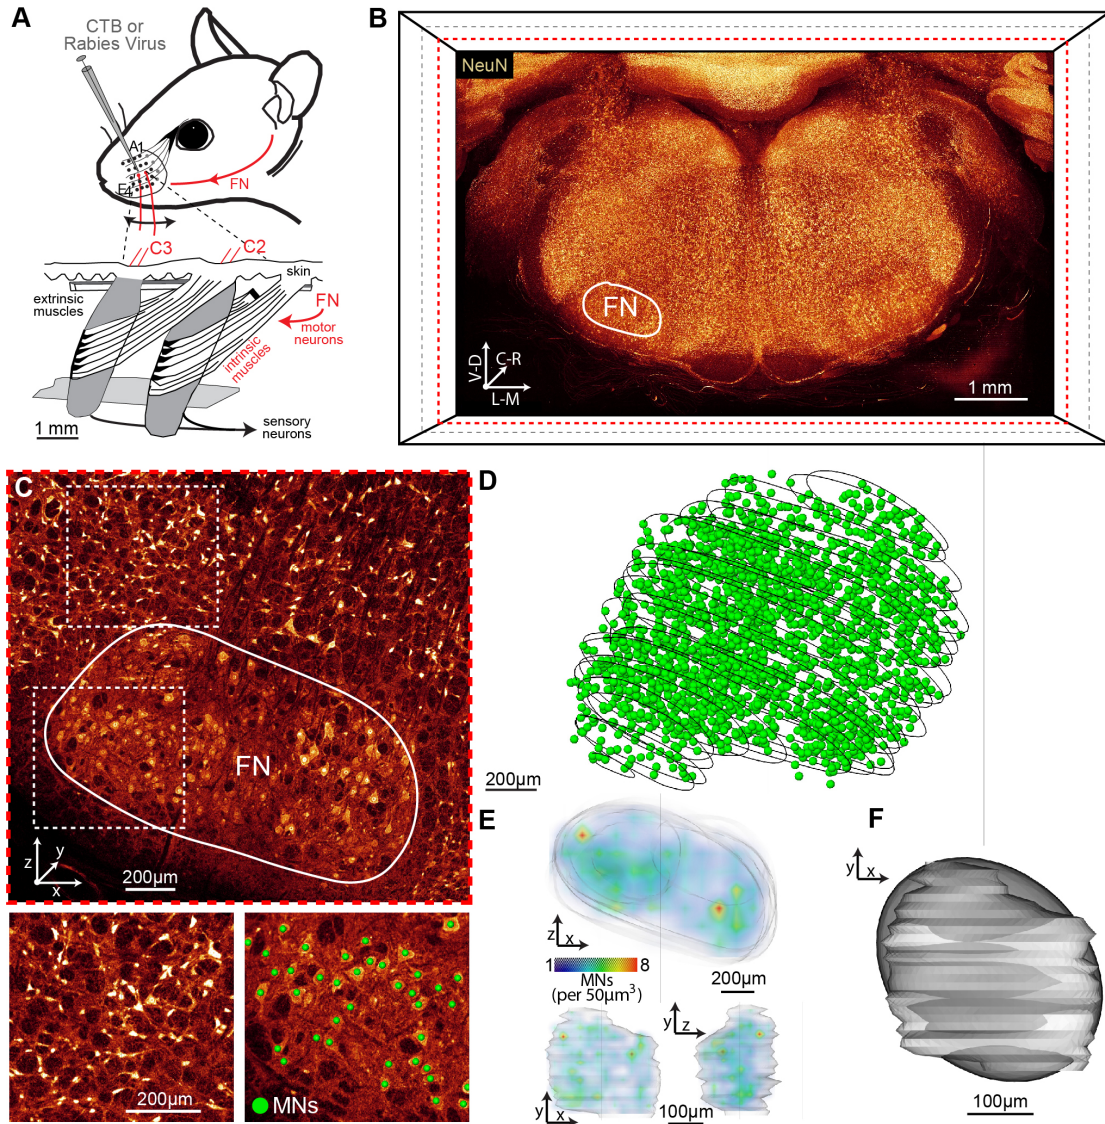 A
CTB or
Rabies Virus
A1
E4
FN
C3
C2
skin
extrinsic
muscles
FN
motor
neurons
intrinsic
muscles
sensory
neurons
1 mm
B
NeuN
FN
V-D
C-R
L-M
1 mm
C
FN
z
y
x
200µm
200µm
MNs
D
200µm
E
z
x
1
8
MNs
(per 50µm³)
200µm
y
x
y
z
100µm
F
y
x
100µm